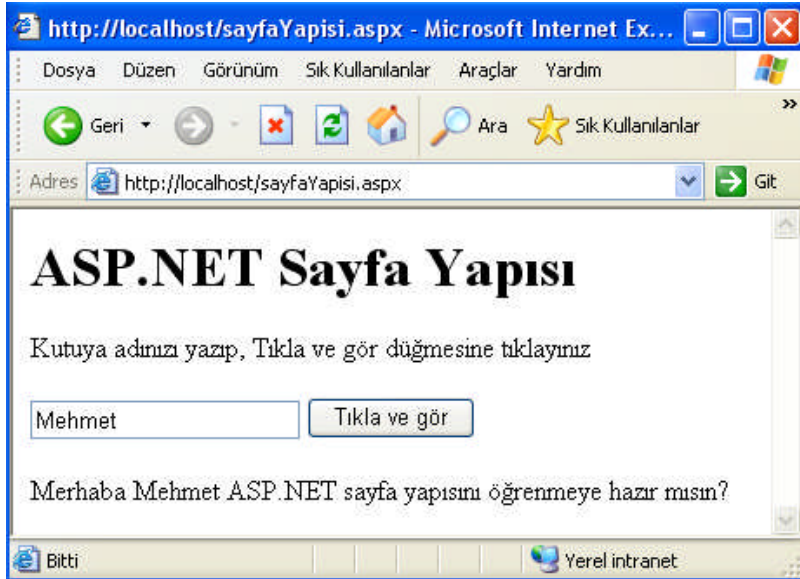 http://localhost/sayfaYapisi.aspx - Microsoft Internet Ex...
Dosya Düzen Görünüm Sık Kullanılanlar Araçlar Yardım
Geri Ara Sık Kullanılanlar »
Adres http://localhost/sayfaYapisi.aspx Git
ASP.NET Sayfa Yapısı
Kutuya adınızı yazıp, Tıkla ve gör düğmesine tıklayınız
Mehmet Tıkla ve gör
Merhaba Mehmet ASP.NET sayfa yapısını öğrenmeye hazır mısın?
Bitti Yerel intranet